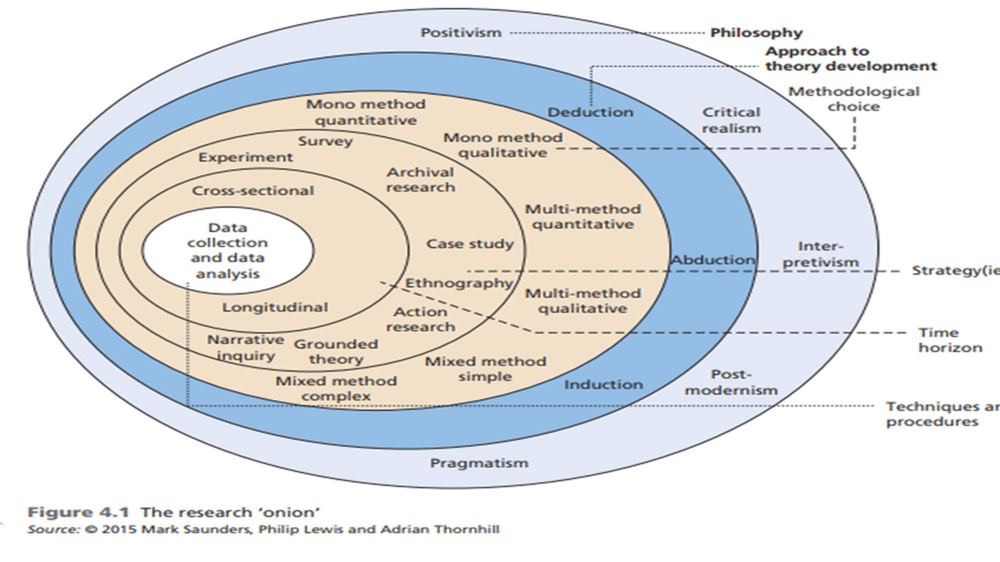 Positivism
Philosophy
Approach to
theory development
Methodological
choice
Mono method
quantitative
Deduction
Critical
realism
Survey
Mono method
qualitative
Experiment
Archival
research
Cross-sectional
Multi-method
quantitative
Data
collection
and data
analysis
Case study
Inter-
pretivism
Abduction
Strategy(ie
Ethnography
Multi-method
qualitative
Longitudinal
Action
research
Time
horizon
Narrative
inquiry
Grounded
theory
Mixed method
simple
Mixed method
complex
Induction
Post-
modernism
Techniques
procedures
Pragmatism
Figure 4.1 The research ‘onion’
Source: © 2015 Mark Saunders, Philip Lewis and Adrian Thornhill